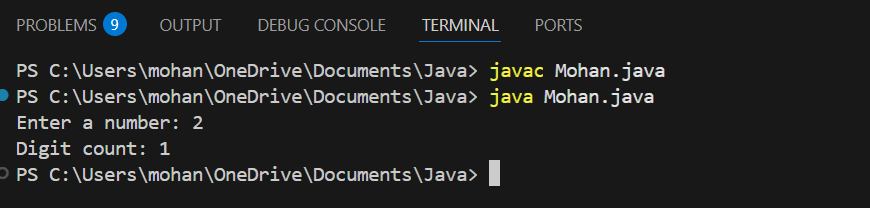 PROBLEMS 9 OUTPUT DEBUG CONSOLE TERMINAL PORTS
PS C:\Users\mohan\OneDrive\Documents\Java> javac Mohan.java
PS C:\Users\mohan\OneDrive\Documents\Java> java Mohan.java
Enter a number: 2
Digit count: 1
PS C:\Users\mohan\OneDrive\Documents\Java>